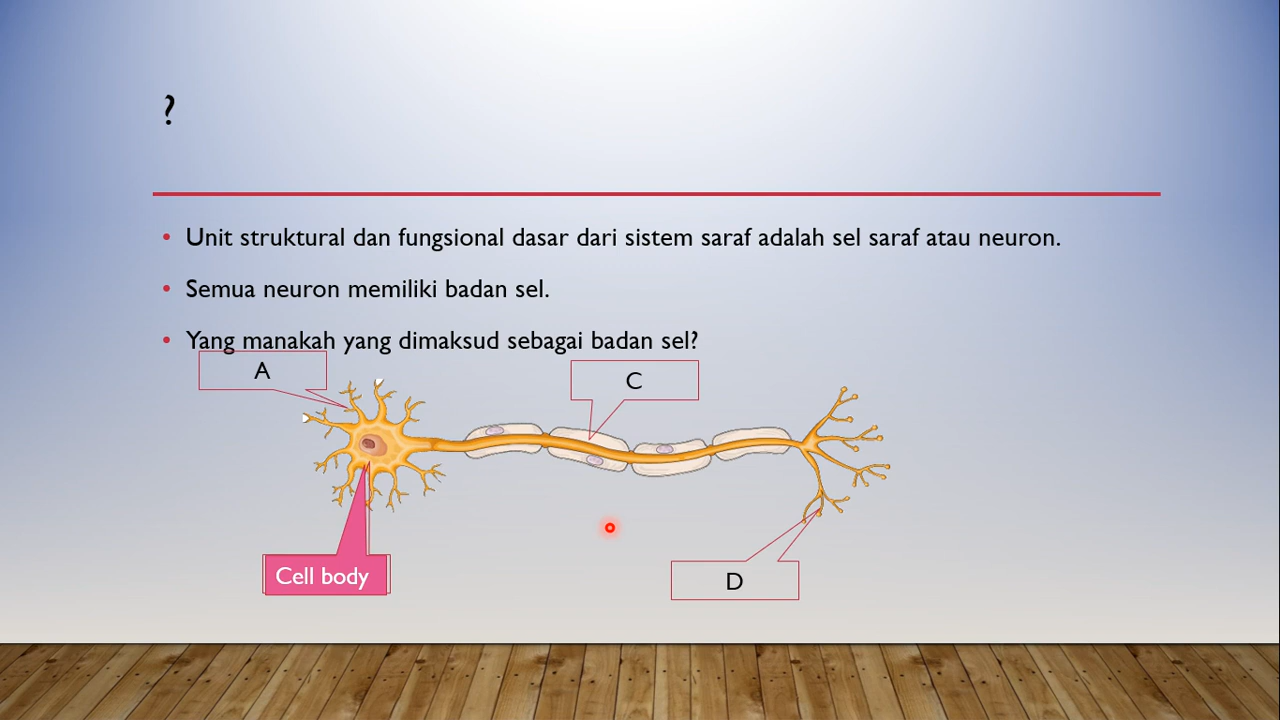 ?
Unit struktural dan fungsional dasar dari sistem saraf adalah sel saraf atau neuron.
Semua neuron memiliki badan sel.
Yang manakah yang dimaksud sebagai badan sel?
A
C
Cell body
D